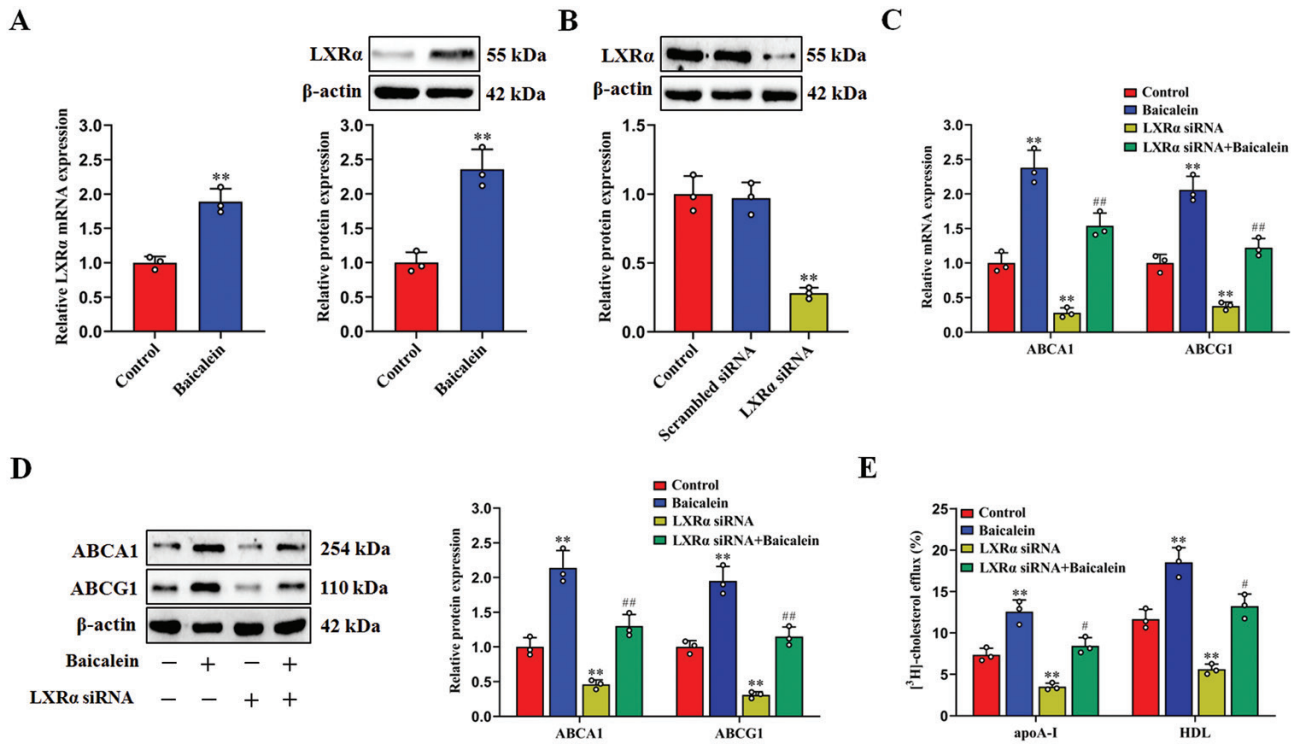 A
LXRα
55 kDa
β-actin
42 kDa
Relative LXRα mRNA expression
2.5
2.0
1.5
1.0
0.5
0.0
**
Control
Baicalein
Relative protein expression
3.0
2.5
2.0
1.5
1.0
0.5
0.0
**
Control
Baicalein
B
LXRα
55 kDa
β-actin
42 kDa
Relative protein expression
1.5
1.0
0.5
0.0
**
Control
Scrambled siRNA
LXRα siRNA
C
Control
Baicalein
LXRα siRNA
LXRα siRNA+Baicalein
Relative mRNA expression
3.0
2.5
2.0
1.5
1.0
0.5
0.0
**
**
##
**
**
##
ABCA1
ABCG1
D
ABCA1
254 kDa
ABCG1
110 kDa
β-actin
42 kDa
Baicalein − + − +
LXRα siRNA − − + +
Control
Baicalein
LXRα siRNA
LXRα siRNA+Baicalein
Relative protein expression
3.0
2.5
2.0
1.5
1.0
0.5
0.0
**
**
##
**
**
##
ABCA1
ABCG1
E
Control
Baicalein
LXRα siRNA
LXRα siRNA+Baicalein
[³H]-cholesterol efflux (%)
25
20
15
10
5
0
**
**
#
**
**
#
apoA-I
HDL